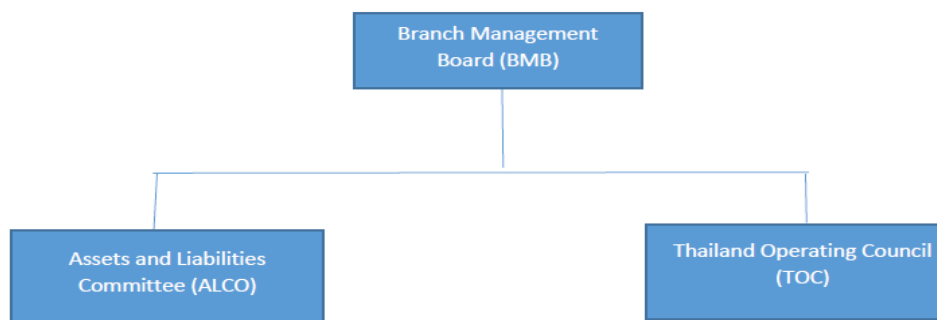 Branch Management
Board (BMB)
Assets and Liabilities
Committee (ALCO)
Thailand Operating Council
(TOC)